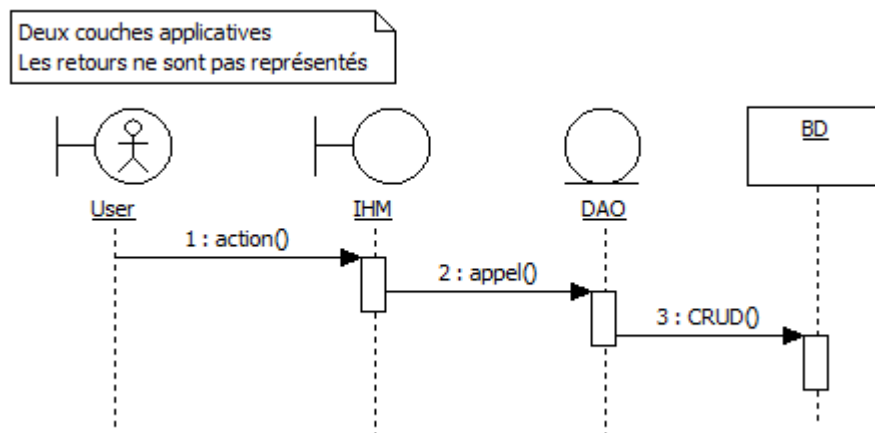 Deux couches applicatives
Les retours ne sont pas représentés
User
IHM
DAO
BD
1 : action()
2 : appel()
3 : CRUD()